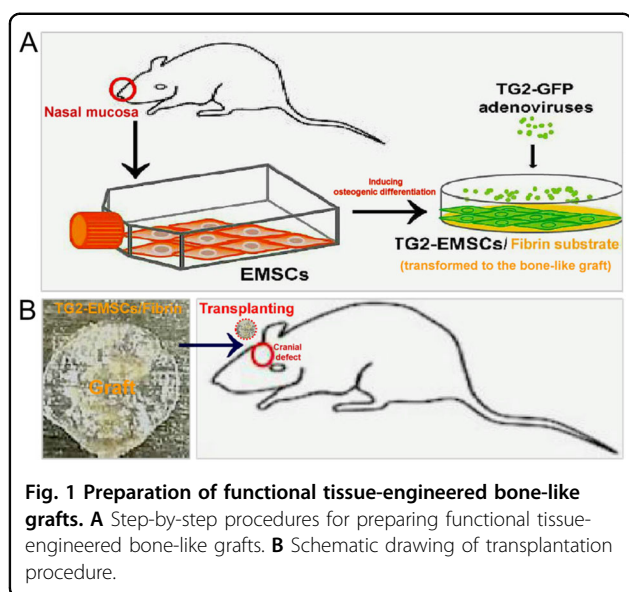 A
Nasal mucosa
TG2-GFP
adenoviruses
Inducing
osteogenic differentiation
EMSCs
TG2-EMSCs/ Fibrin substrate
(transformed to the bone-like graft)
B
TG2-EMSCs/Fibrin
Graft
Transplanting
Cranial
defect
Fig. 1 Preparation of functional tissue-engineered bone-like
grafts. A Step-by-step procedures for preparing functional tissue-
engineered bone-like grafts. B Schematic drawing of transplantation
procedure.